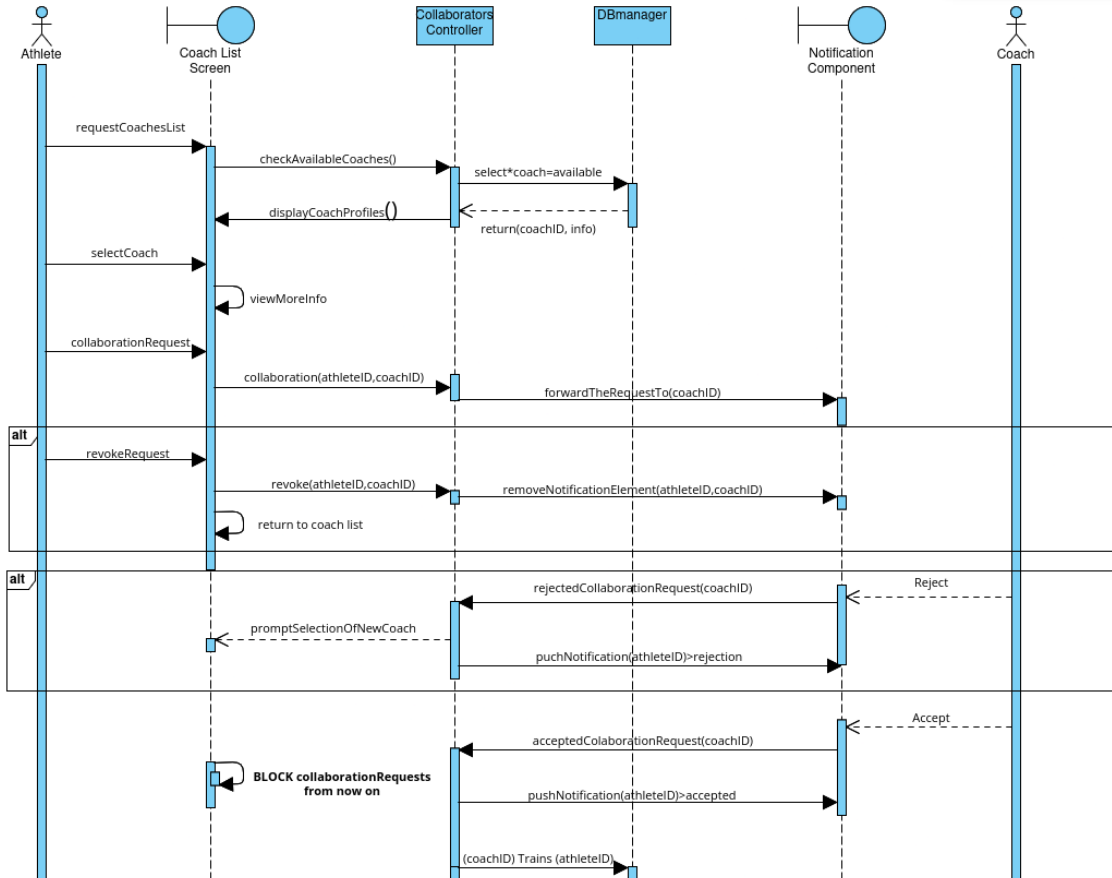 Athlete
Coach List
Screen
Collaborators
Controller
DBmanager
Notification
Component
Coach
requestCoachesList
checkAvailableCoaches()
select*coach=available
displayCoachProfiles()
return(coachID, info)
selectCoach
viewMoreInfo
collaborationRequest
collaboration(athleteID,coachID)
forwardTheRequestTo(coachID)
alt
revokeRequest
revoke(athleteID,coachID)
removeNotificationElement(athleteID,coachID)
return to coach list
alt
Reject
rejectedCollaborationRequest(coachID)
promptSelectionOfNewCoach
puchNotification(athleteID)>rejection
Accept
acceptedColaborationRequest(coachID)
BLOCK collaborationRequests
from now on
pushNotification(athleteID)>accepted
(coachID) Trains (athleteID)